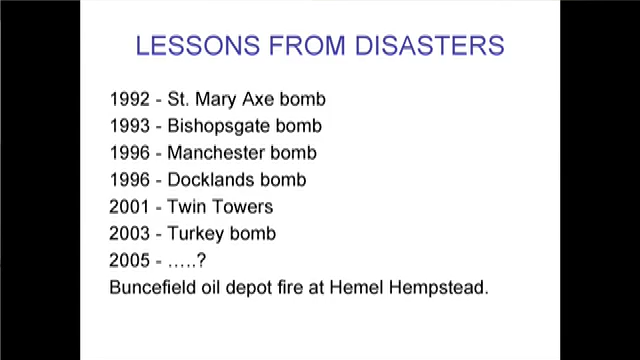 LESSONS FROM DISASTERS
1992 - St. Mary Axe bomb
1993 - Bishopsgate bomb
1996 - Manchester bomb
1996 - Docklands bomb
2001 - Twin Towers
2003 - Turkey bomb
2005 - .....?
Buncefield oil depot fire at Hemel Hempstead.